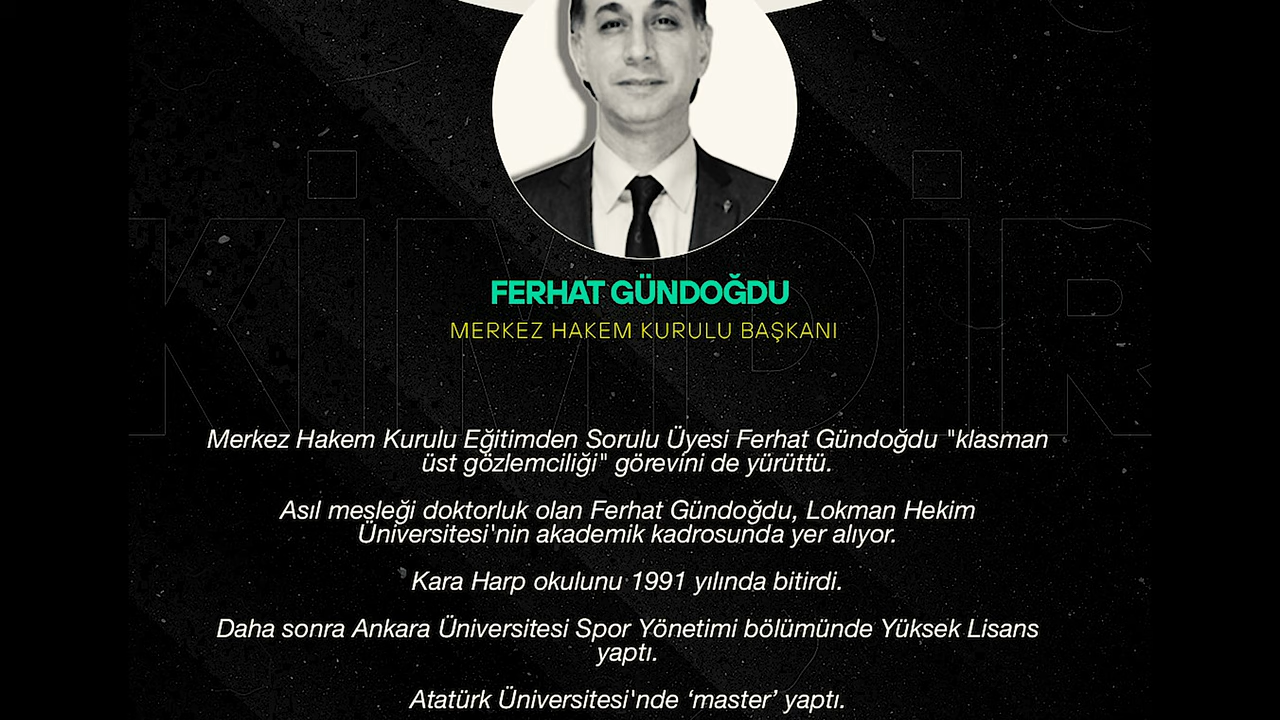 KİMDİR
FERHAT GÜNDOĞDU
MERKEZ HAKEM KURULU BAŞKANI
Merkez Hakem Kurulu Eğitimden Sorulu Üyesi Ferhat Gündoğdu "klasman
üst gözlemciliği" görevini de yürüttü.
Asıl mesleği doktorluk olan Ferhat Gündoğdu, Lokman Hekim
Üniversitesi'nin akademik kadrosunda yer alıyor.
Kara Harp okulunu 1991 yılında bitirdi.
Daha sonra Ankara Üniversitesi Spor Yönetimi bölümünde Yüksek Lisans
yaptı.
Atatürk Üniversitesi'nde ‘master’ yaptı.